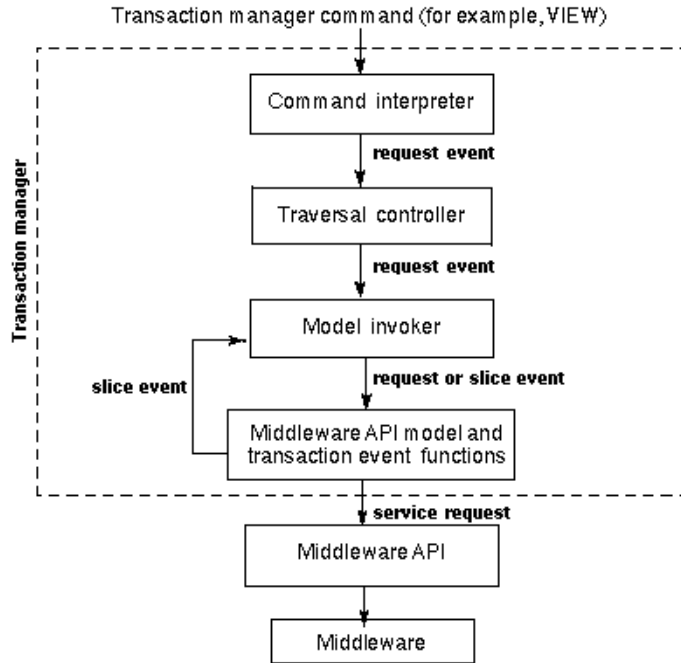 Transaction manager command (for example, VIEW)
Command interpreter
request event
Transaction manager
Traversal controller
request event
Model invoker
slice event
request or slice event
Middleware API model and
transaction event functions
service request
Middleware API
Middleware